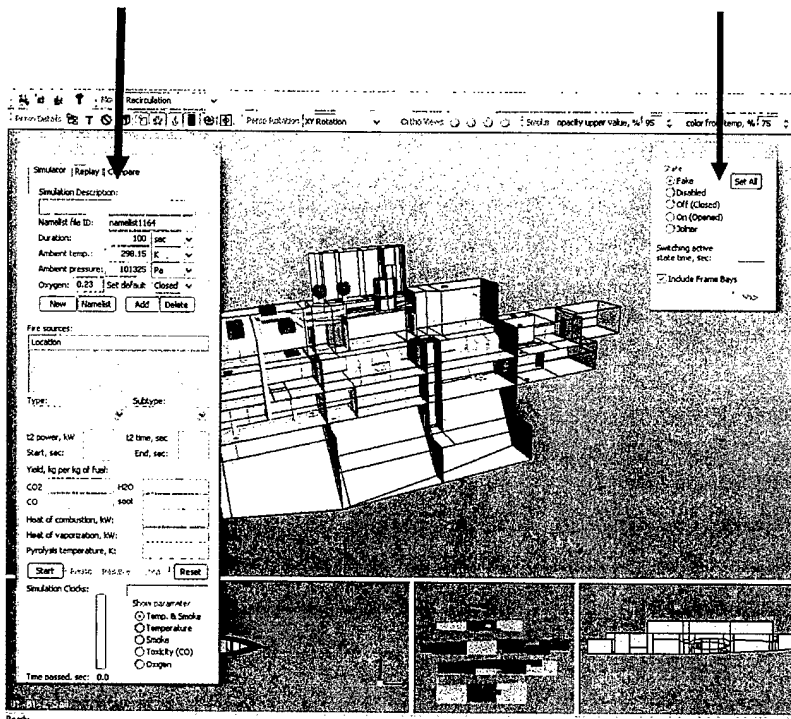 Recirculation
Persp Details T Persp Rotation XY Rotation Ortho Views Smoke opacity upper value, % 95 color from temp, % 75
Simulator Replay Compare
Simulation Description:
Namelist file ID: namelist1164
Duration: 100 sec
Ambient temp.: 298.15 K
Ambient pressure: 101325 Pa
Oxygen: 0.23 Set default Closed
New Namelist Add Delete
Fire sources:
Location
Type: Subtype:
t2 power, kW t2 time, sec
Start, sec: End, sec:
Yield, kg per kg of fuel:
CO2 H2O
CO soot
Heat of combustion, kW:
Heat of vaporization, kW:
Pyrolysis temperature, K:
Start Reset
Simulation Clocks:
Show parameter
Temp. & Smoke
Temperature
Smoke
Toxicity (CO)
Oxigen
Time passed, sec: 0.0
State
Fake Set All
Disabled
Off (Closed)
On (Opened)
Joiner
Switching active
state time, sec:
Include Frame Bays
>>>
Ready